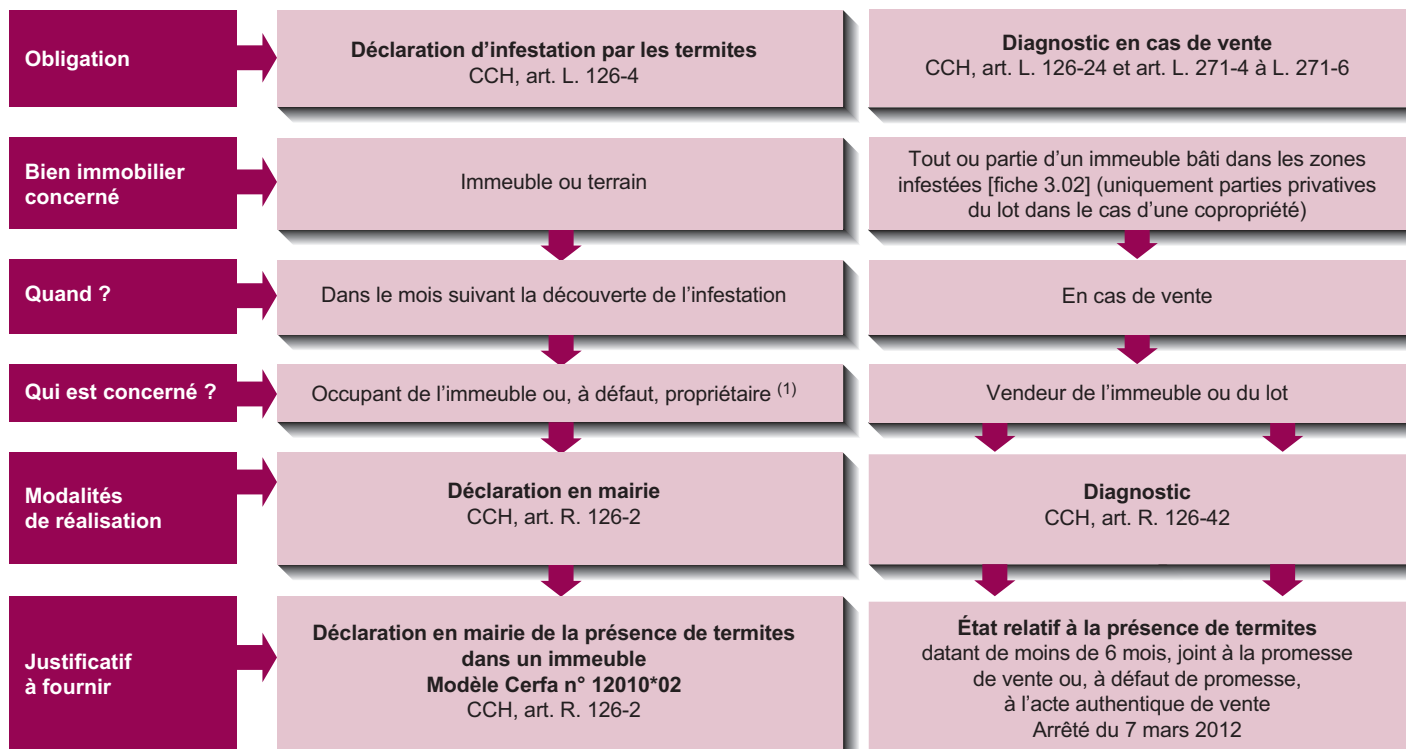 Obligation
Déclaration d’infestation par les termites
CCH, art. L. 126-4
Diagnostic en cas de vente
CCH, art. L. 126-24 et art. L. 271-4 à L. 271-6
Bien immobilier
concerné
Immeuble ou terrain
Tout ou partie d’un immeuble bâti dans les zones
infestées [fiche 3.02] (uniquement parties privatives
du lot dans le cas d’une copropriété)
Quand ?
Dans le mois suivant la découverte de l’infestation
En cas de vente
Qui est concerné ?
Occupant de l’immeuble ou, à défaut, propriétaire (1)
Vendeur de l’immeuble ou du lot
Modalités
de réalisation
Déclaration en mairie
CCH, art. R. 126-2
Diagnostic
CCH, art. R. 126-42
Justificatif
à fournir
Déclaration en mairie de la présence de termites
dans un immeuble
Modèle Cerfa n° 12010*02
CCH, art. R. 126-2
État relatif à la présence de termites
datant de moins de 6 mois, joint à la promesse
de vente ou, à défaut de promesse,
à l’acte authentique de vente
Arrêté du 7 mars 2012